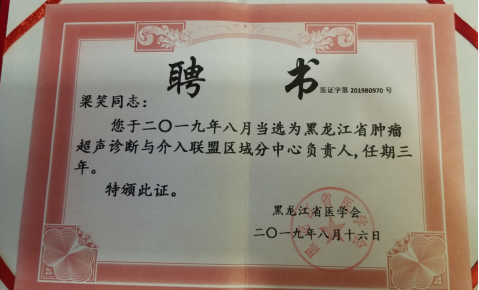 聘 书
医证字第 201980970 号
梁笑同志：
您于二〇一九年八月当选为黑龙江省肿瘤
超声诊断与介入联盟区域分中心负责人，任期三
年。
特颁此证。
黑龙江省医学会
二〇一九年八月十六日